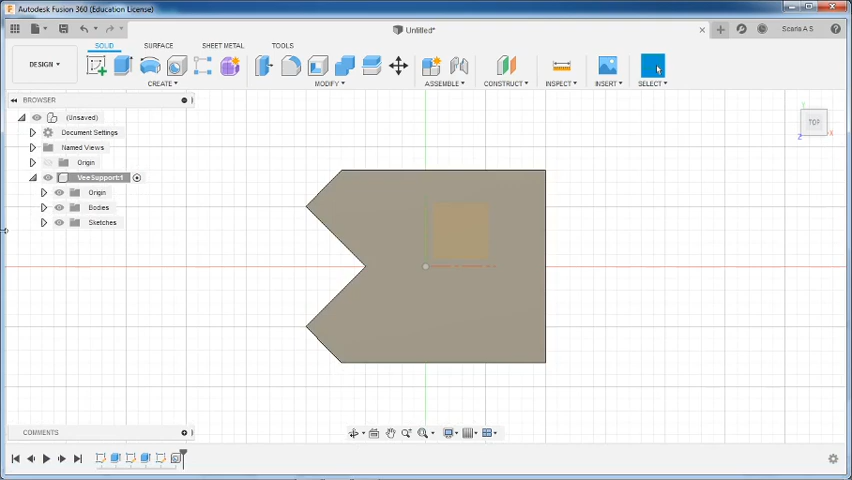 Autodesk Fusion 360 (Education License)
Untitled*
Scaria A S
SOLID SURFACE SHEET METAL TOOLS
DESIGN
CREATE MODIFY ASSEMBLE CONSTRUCT INSPECT INSERT SELECT
BROWSER
(Unsaved)
Document Settings
Named Views
Origin
VeeSupport:1
Origin
Bodies
Sketches
Y
TOP
Z X
COMMENTS